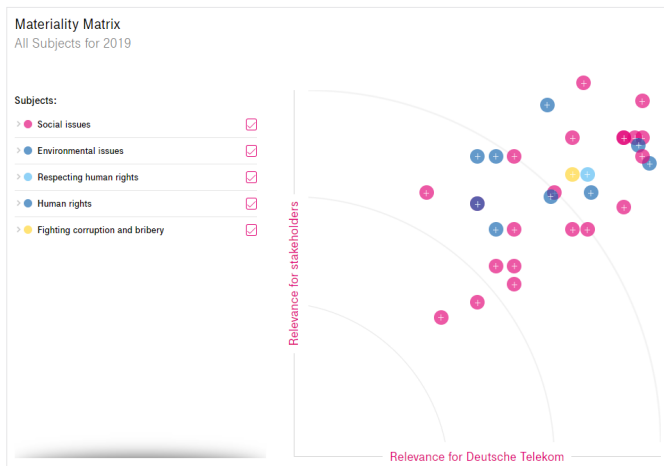 Materiality Matrix
All Subjects for 2019
Subjects:
Social issues
Environmental issues
Respecting human rights
Human rights
Fighting corruption and bribery
Relevance for stakeholders
Relevance for Deutsche Telekom